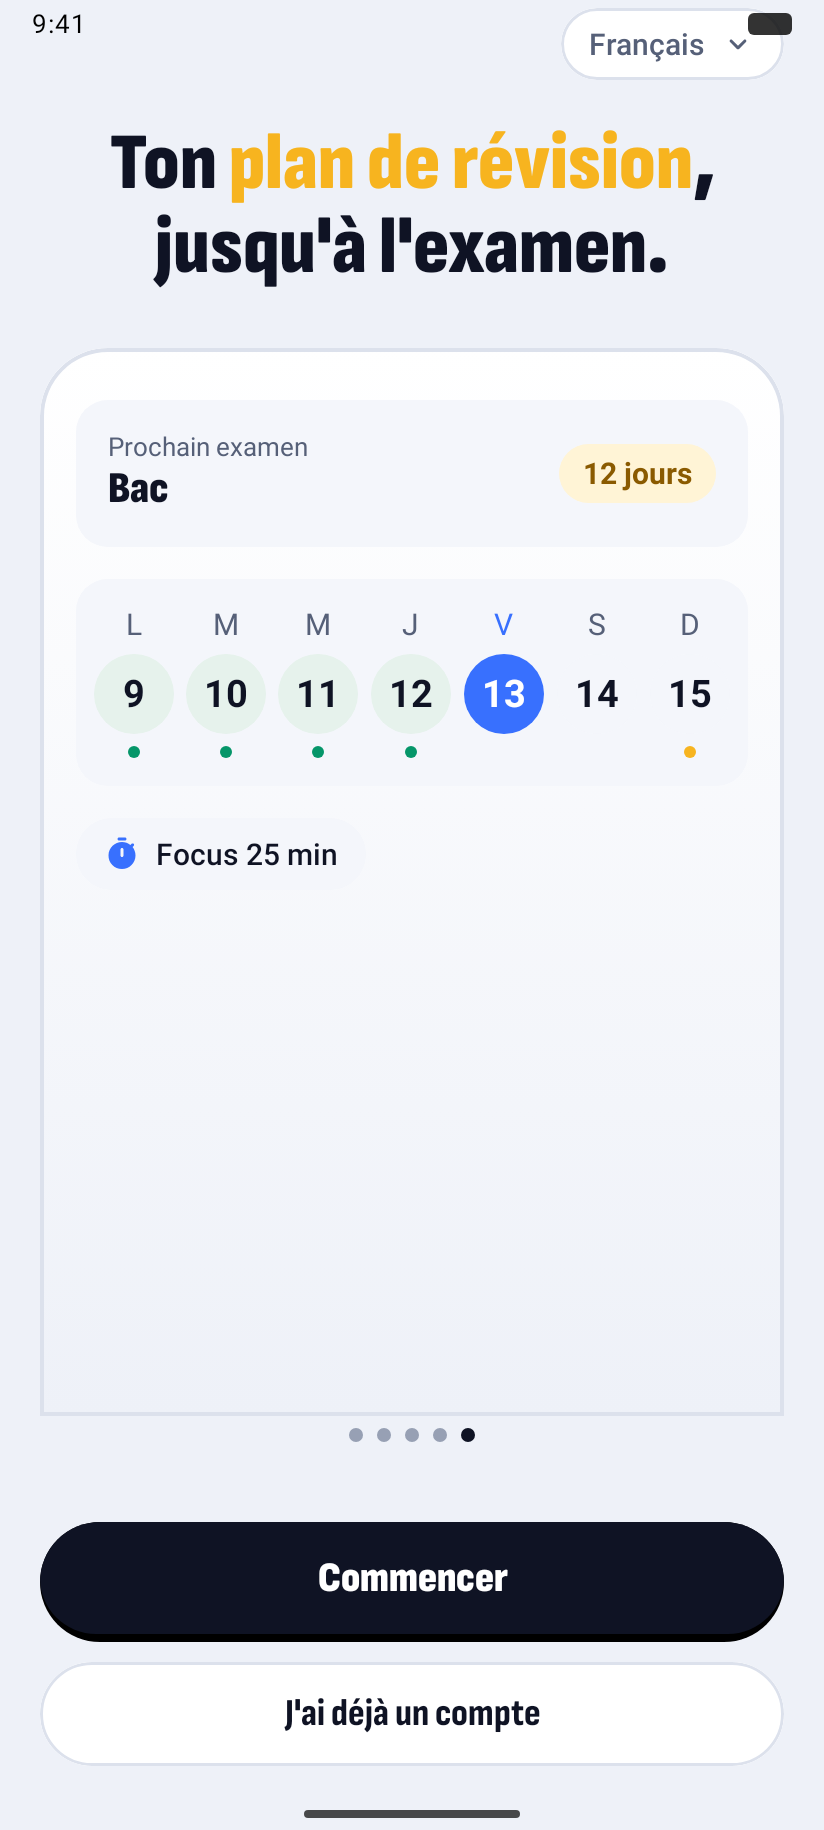 9:41
Français
Ton plan de révision,
jusqu'à l'examen.
Prochain examen
Bac
12 jours
L M M J V S D
9 10 11 12 13 14 15
Focus 25 min
Commencer
J'ai déjà un compte